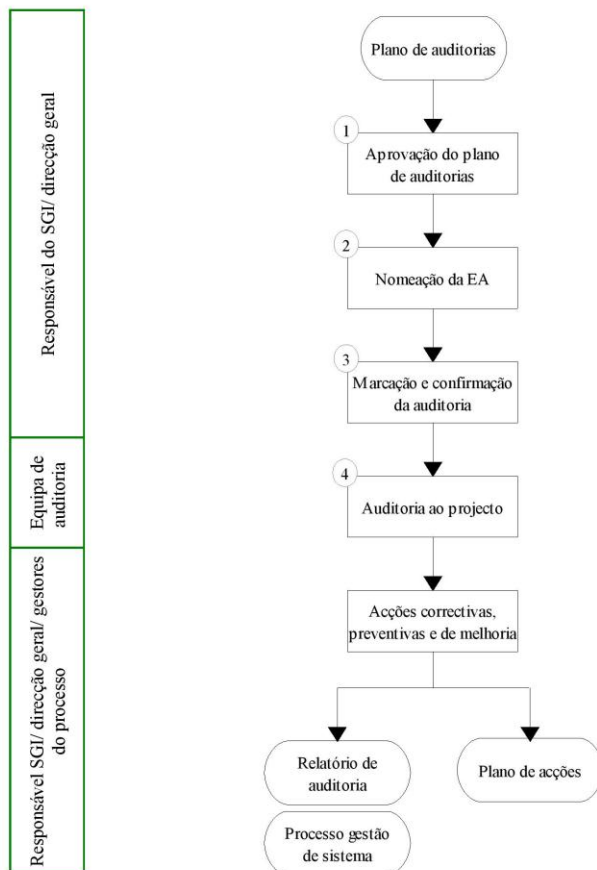 Responsável do SGI/ direcção geral
Equipa de
auditoria
Responsável SGI/ direcção geral/ gestores
do processo
Plano de auditorias
1
Aprovação do plano
de auditorias
2
Nomeação da EA
3
Marcação e confirmação
da auditoria
4
Auditoria ao projecto
Acções correctivas,
preventivas e de melhoria
Relatório de
auditoria
Plano de acções
Processo gestão
de sistema